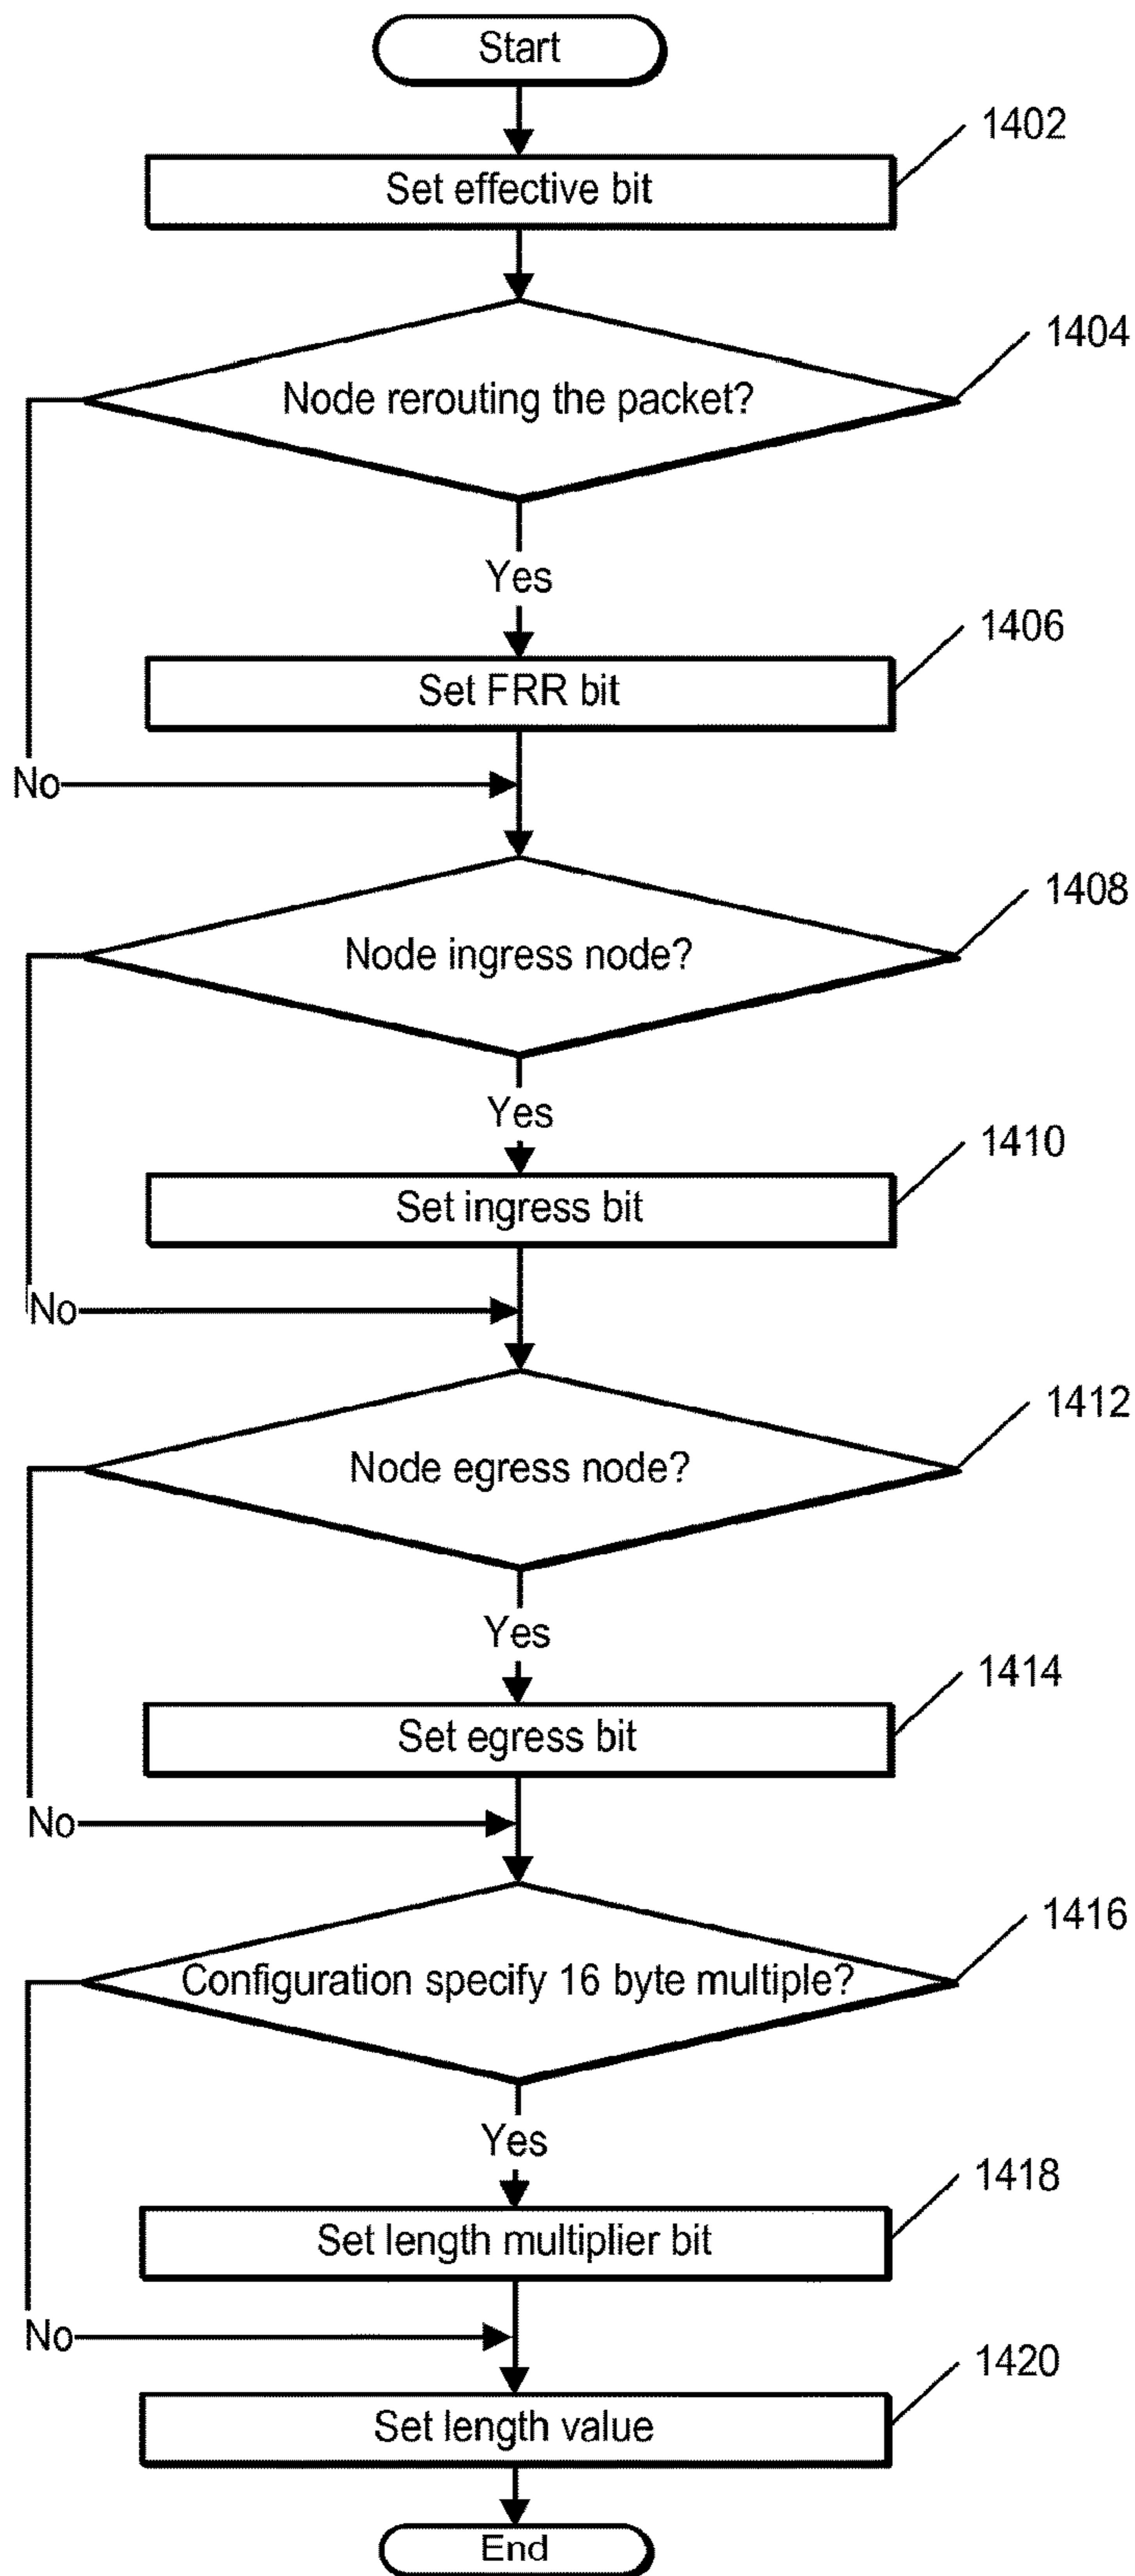 Start
1402
Set effective bit
1404
Node rerouting the packet?
Yes
1406
Set FRR bit
No
1408
Node ingress node?
Yes
1410
Set ingress bit
No
1412
Node egress node?
Yes
1414
Set egress bit
No
1416
Configuration specify 16 byte multiple?
Yes
1418
Set length multiplier bit
No
1420
Set length value
End